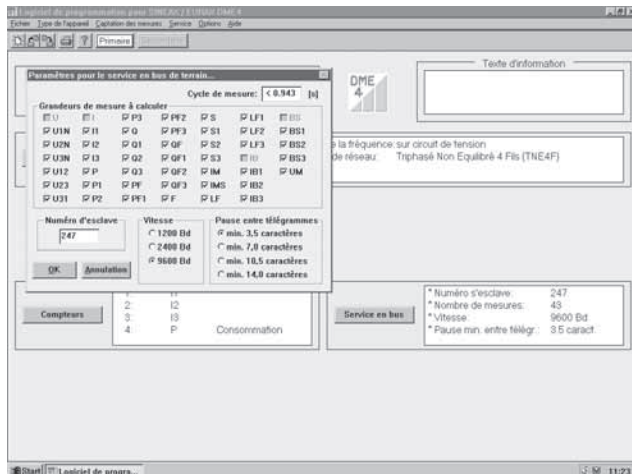 Logiciel de programmation pour SINEAX / EURAX DME4
Fichier Type de l'appareil Captation des mesures Service Options Aide
Primaire
Paramètres pour le service en bus de terrain...
Cycle de mesure: < 0.943 [s]
Grandeurs de mesure à calculer
U I P3 PF2 S LF1 BS
U1N I1 Q PF3 S1 LF2 BS1
U2N I2 Q1 QF S2 LF3 BS2
U3N I3 Q2 QF1 S3 IB BS3
U12 P Q3 QF2 IM IB1 UM
U23 P1 PF QF3 IMS IB2
U31 P2 PF1 F LF IB3
Numéro d'esclave
247
Vitesse
1200 Bd
2400 Bd
9600 Bd
Pause entre télégrammes
min. 3,5 caractères
min. 7,0 caractères
min. 10,5 caractères
min. 14,0 caractères
OK Annulation
DME
4
Texte d'information
la fréquence: sur circuit de tension
de réseau: Triphasé Non Equilibré 4 Fils (TNE4F)
Compteurs
2: I2
3: I3
4: P Consommation
Service en bus
* Numéro s'esclave: 247
* Nombre de mesures: 43
* Vitesse: 9600 Bd
* Pause min. entre télégr.: 3.5 caract.
Start Logiciel de progra... 11:23